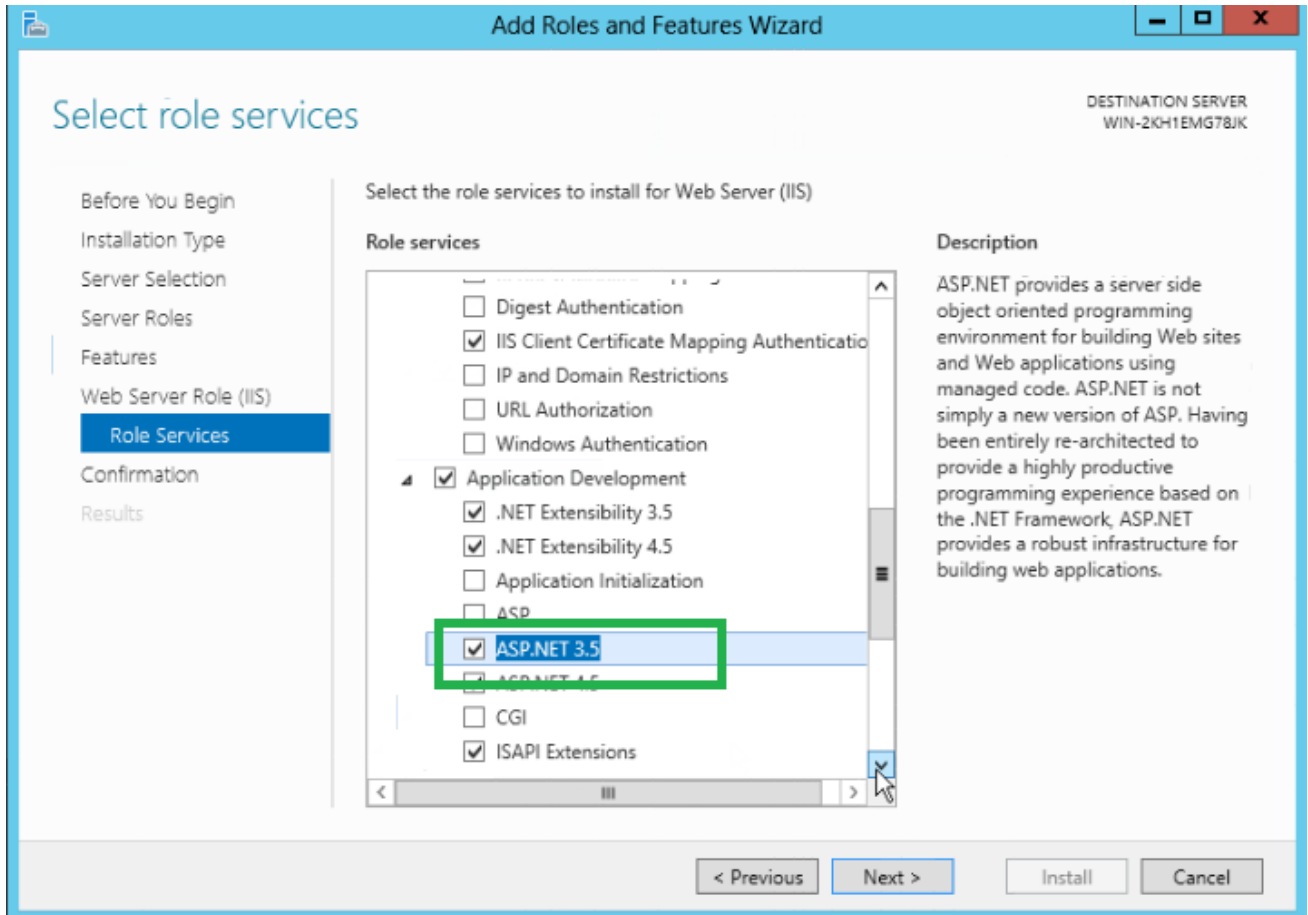 Add Roles and Features Wizard
Select role services
DESTINATION SERVER
WIN-2KH1EMG78JK
Before You Begin
Installation Type
Server Selection
Server Roles
Features
Web Server Role (IIS)
Role Services
Confirmation
Results
Select the role services to install for Web Server (IIS)
Role services
Digest Authentication
IIS Client Certificate Mapping Authenticatio
IP and Domain Restrictions
URL Authorization
Windows Authentication
Application Development
.NET Extensibility 3.5
.NET Extensibility 4.5
Application Initialization
ASP
ASP.NET 3.5
ASP.NET 4.5
CGI
ISAPI Extensions
Description
ASP.NET provides a server side
object oriented programming
environment for building Web sites
and Web applications using
managed code. ASP.NET is not
simply a new version of ASP. Having
been entirely re-architected to
provide a highly productive
programming experience based on
the .NET Framework, ASP.NET
provides a robust infrastructure for
building web applications.
< Previous
Next >
Install
Cancel